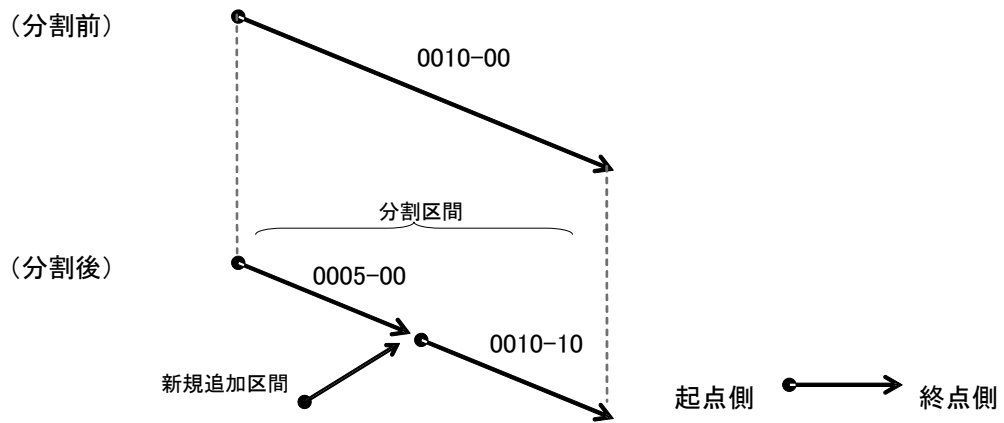 （分割前）
0010-00
分割区間
（分割後）
0005-00
0010-10
新規追加区間
起点側
終点側